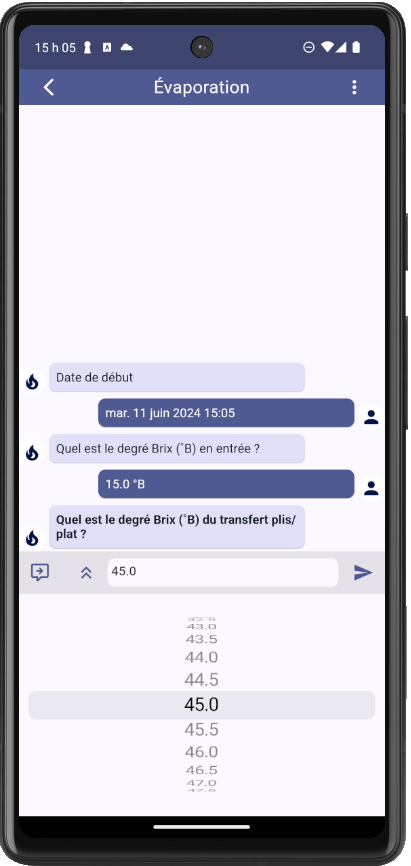 15 h 05
Évaporation
Date de début
mar. 11 juin 2024 15:05
Quel est le degré Brix (°B) en entrée ?
15.0 °B
Quel est le degré Brix (°B) du transfert plis/
plat ?
45.0
43.0
43.5
44.0
44.5
45.0
45.5
46.0
46.5
47.0
47.5